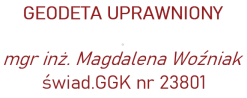 GEODETA UPRAWNIONY
mgr inż. Magdalena Woźniak
świad.GGK nr 23801